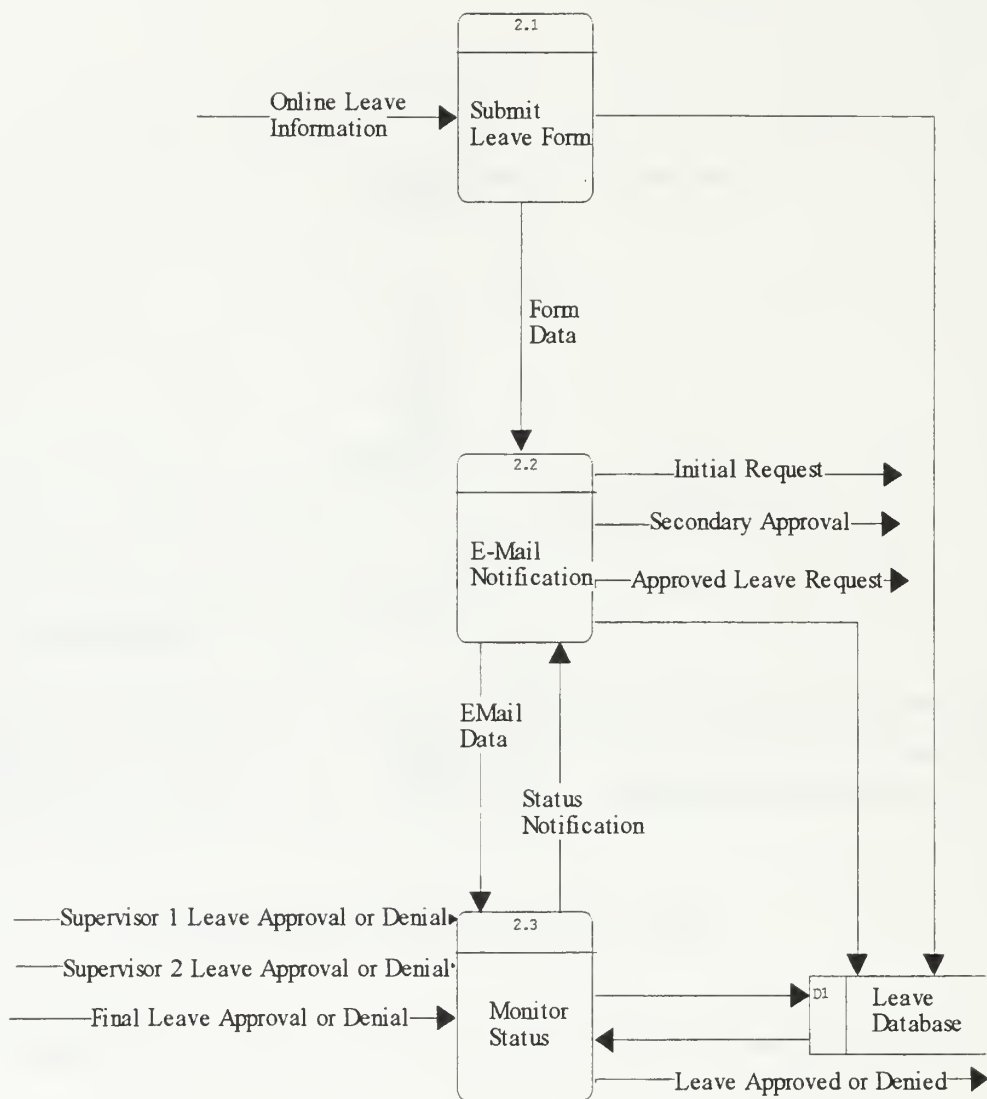 2.1
Online Leave
Information
Submit
Leave Form
Form
Data
2.2
E-Mail
Notification
Initial Request
Secondary Approval
Approved Leave Request
EMail
Data
Status
Notification
Supervisor 1 Leave Approval or Denial
Supervisor 2 Leave Approval or Denial
Final Leave Approval or Denial
2.3
Monitor
Status
D1
Leave
Database
Leave Approved or Denied